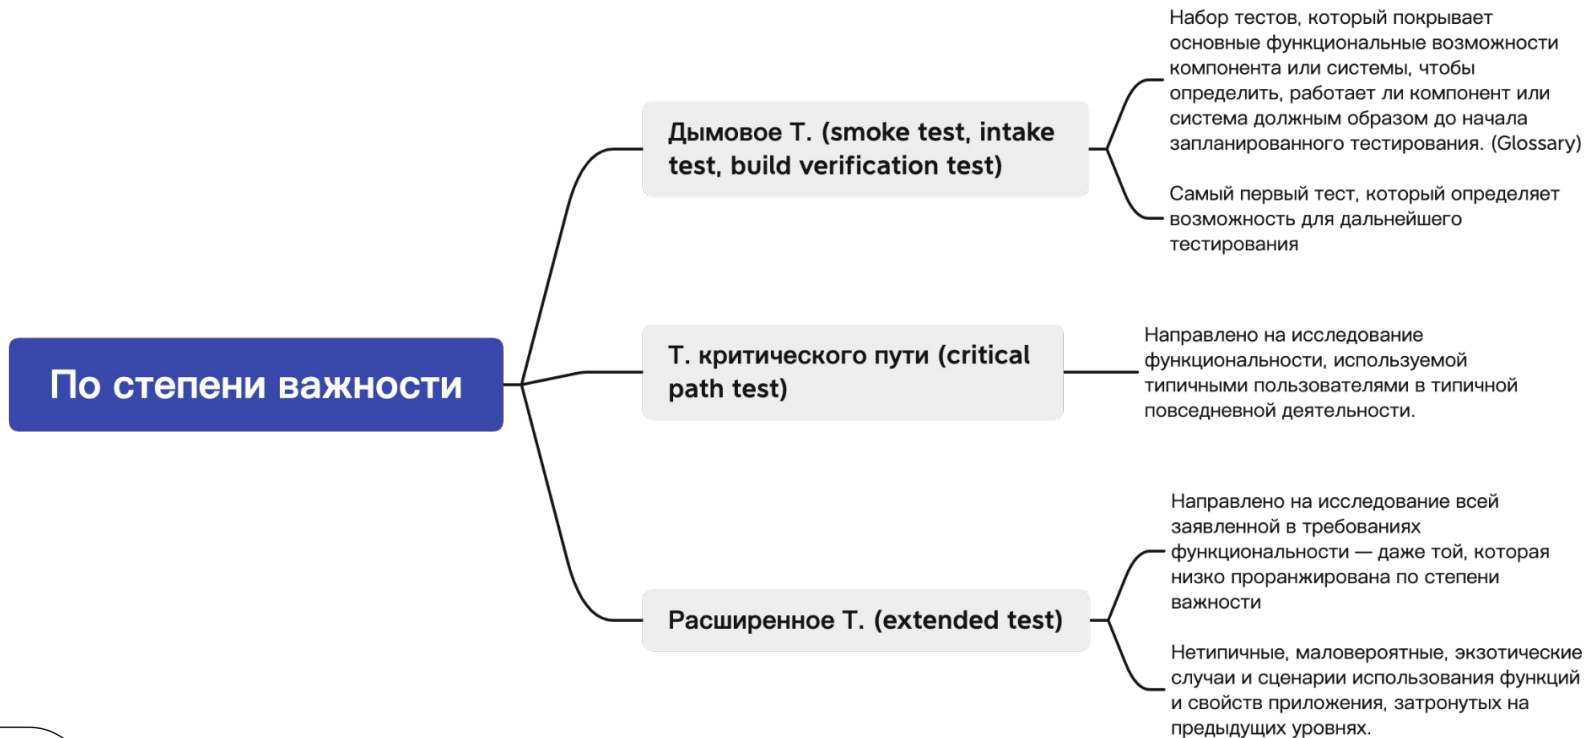 По степени важности
Дымовое Т. (smoke test, intake
test, build verification test)
Набор тестов, который покрывает
основные функциональные возможности
компонента или системы, чтобы
определить, работает ли компонент или
система должным образом до начала
запланированного тестирования. (Glossary)
Самый первый тест, который определяет
возможность для дальнейшего
тестирования
Т. критического пути (critical
path test)
Направлено на исследование
функциональности, используемой
типичными пользователями в типичной
повседневной деятельности.
Расширенное Т. (extended test)
Направлено на исследование всей
заявленной в требованиях
функциональности — даже той, которая
низко проранжирована по степени
важности
Нетипичные, маловероятные, экзотические
случаи и сценарии использования функций
и свойств приложения, затронутых на
предыдущих уровнях.